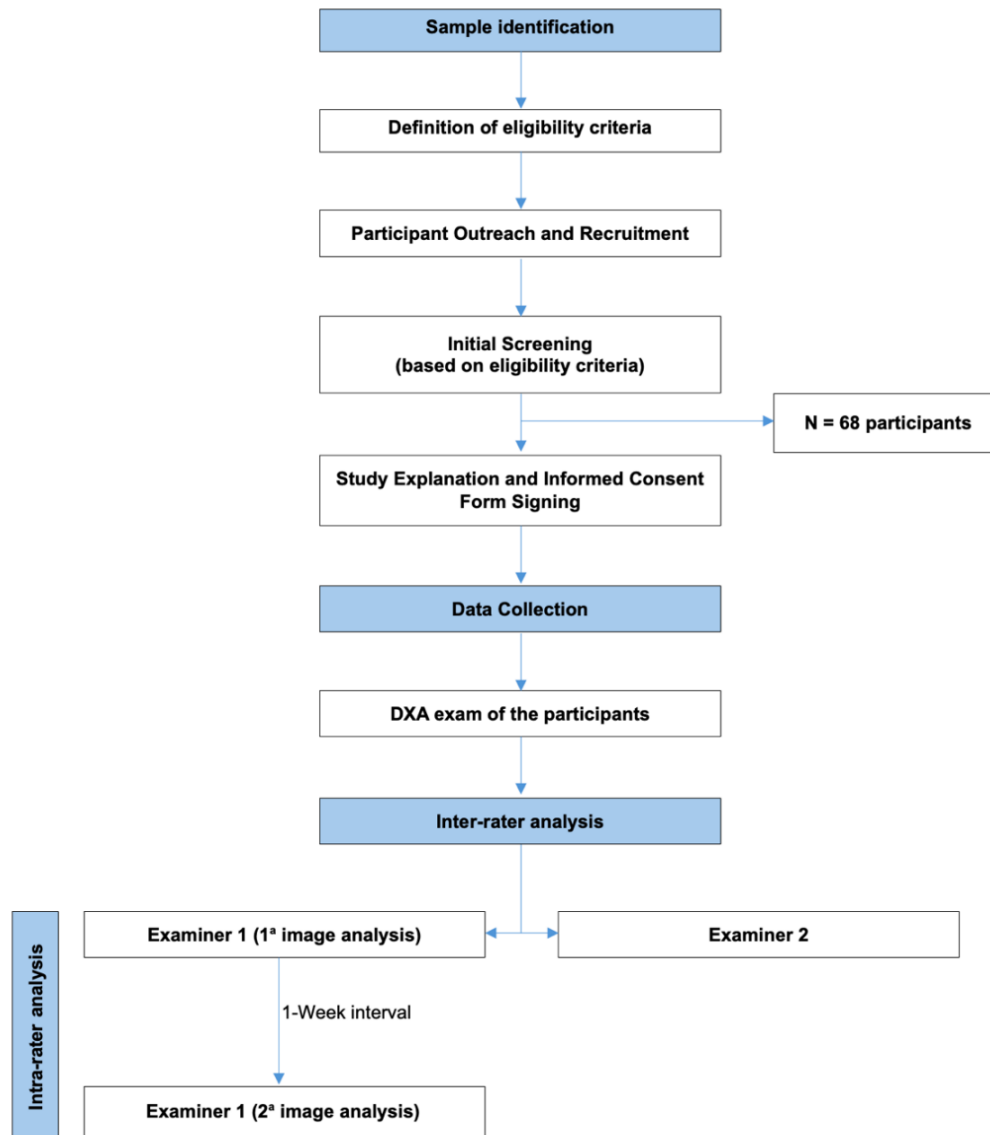 Sample identification
Definition of eligibility criteria
Participant Outreach and Recruitment
Initial Screening
(based on eligibility criteria)
N = 68 participants
Study Explanation and Informed Consent
Form Signing
Data Collection
DXA exam of the participants
Inter-rater analysis
Intra-rater analysis
Examiner 1 (1ª image analysis)
Examiner 2
1-Week interval
Examiner 1 (2ª image analysis)